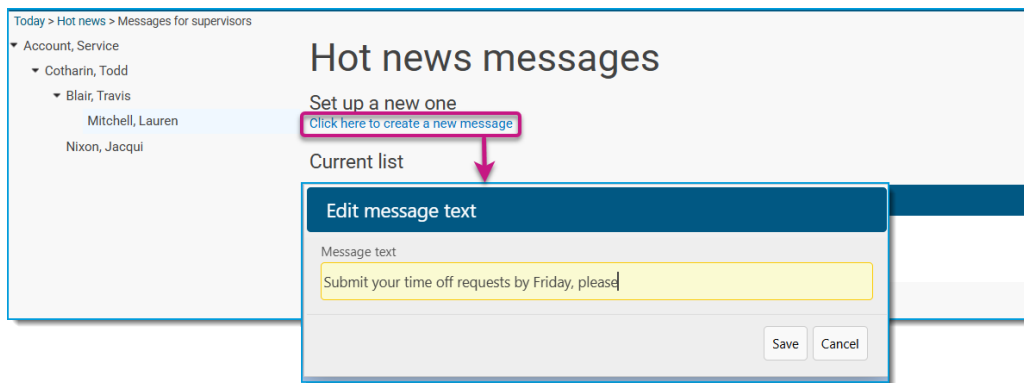 Today > Hot news > Messages for supervisors
Account, Service
Cotharin, Todd
Blair, Travis
Mitchell, Lauren
Nixon, Jacqui
Hot news messages
Set up a new one
Click here to create a new message
Current list
Edit message text
Message text
Submit your time off requests by Friday, please
Save Cancel